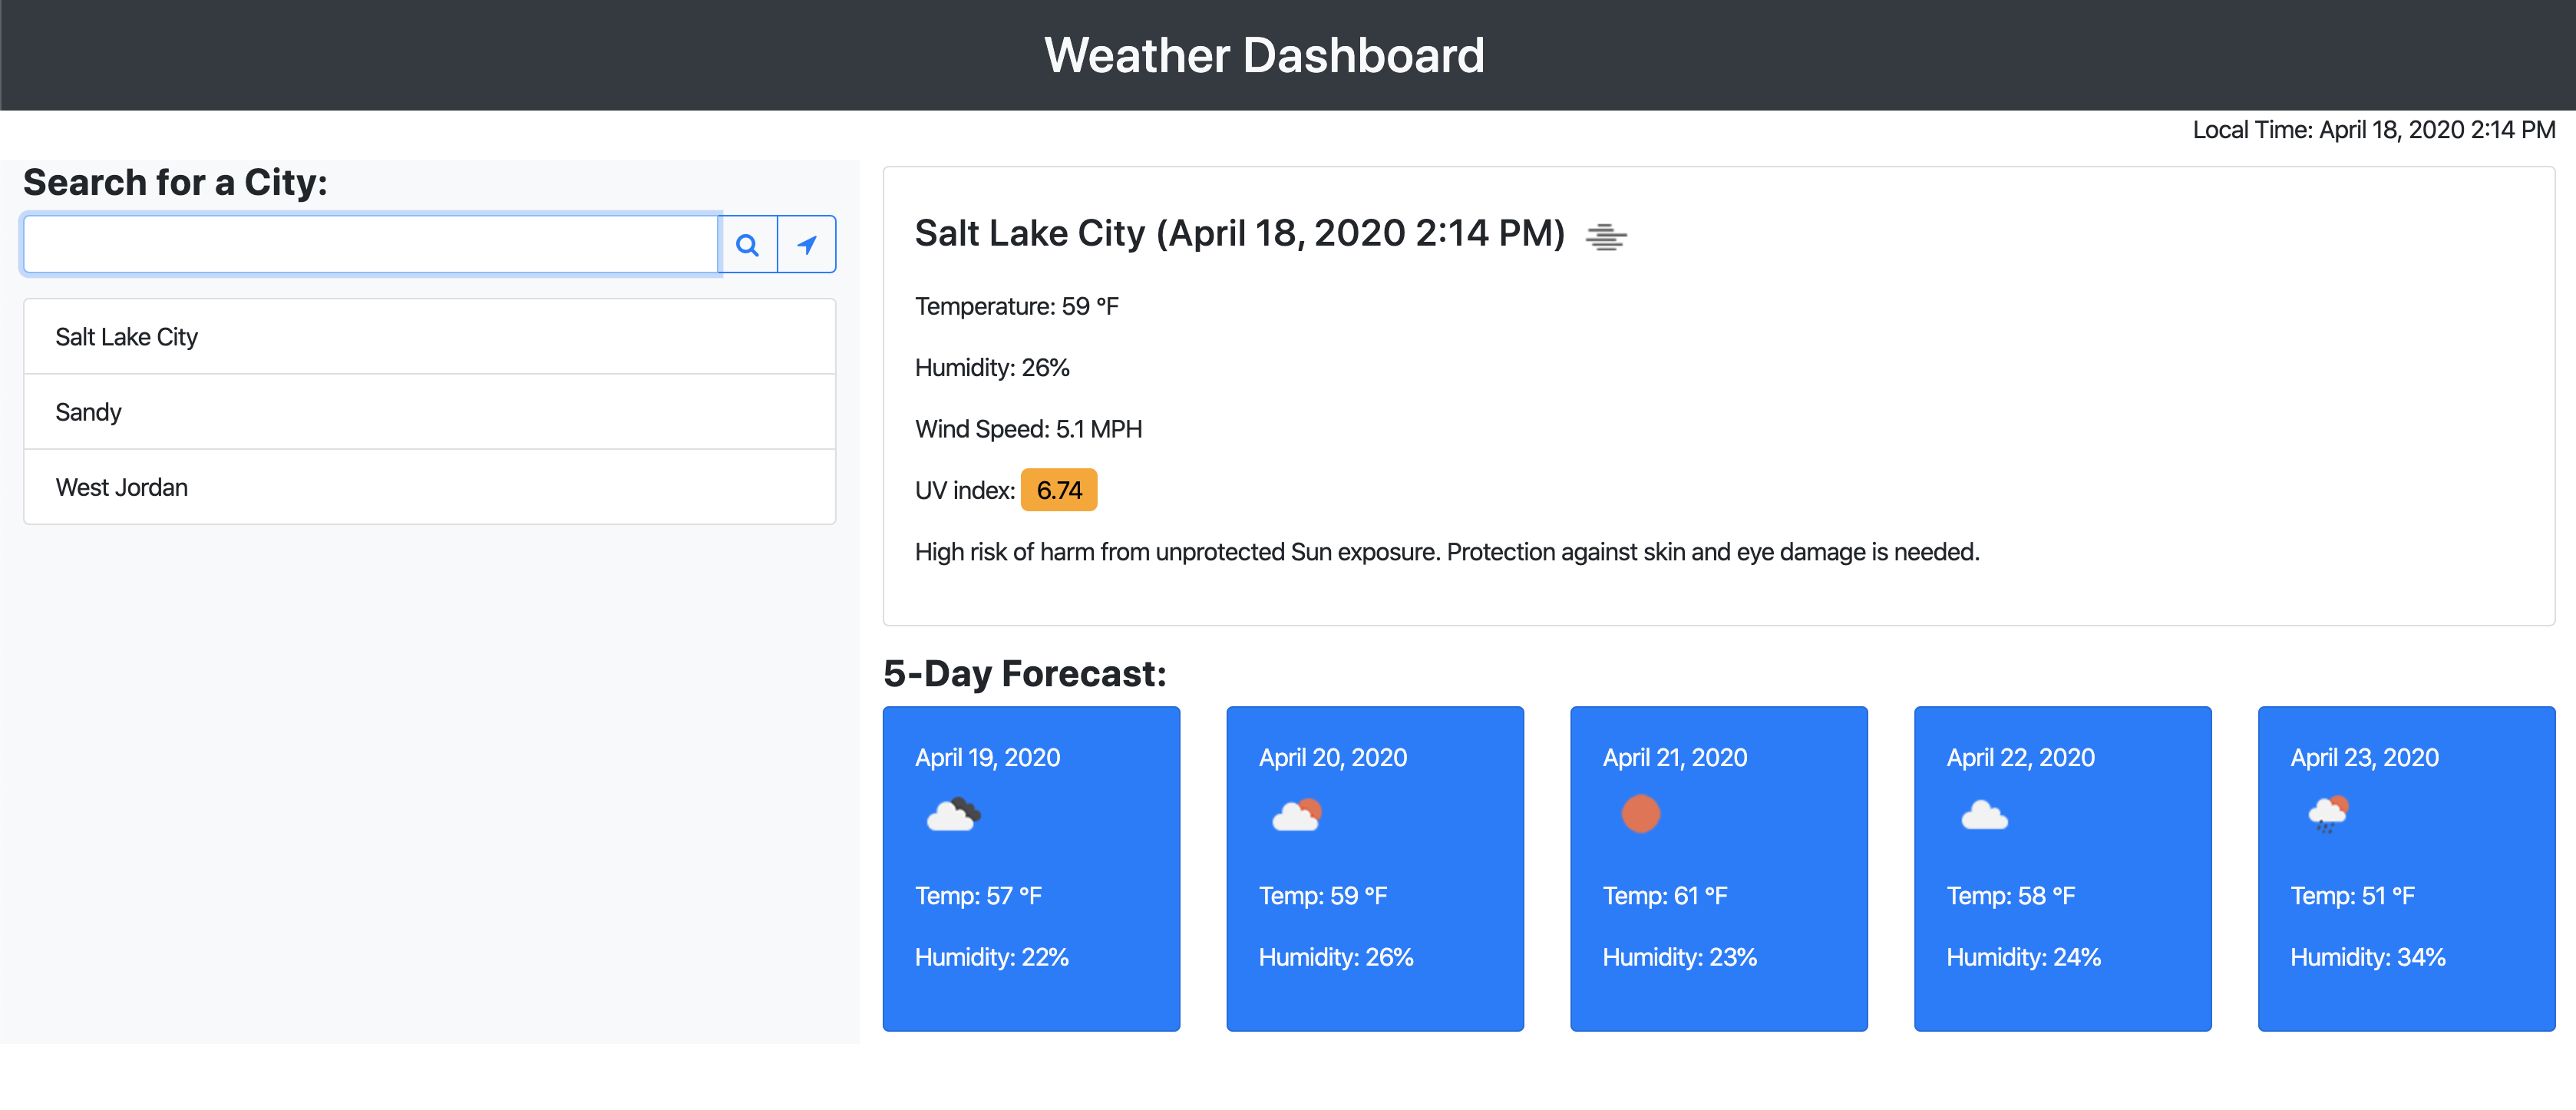 Weather Dashboard
Local Time: April 18, 2020 2:14 PM
Search for a City:
Salt Lake City
Sandy
West Jordan
Salt Lake City (April 18, 2020 2:14 PM)
Temperature: 59 °F
Humidity: 26%
Wind Speed: 5.1 MPH
UV index: 6.74
High risk of harm from unprotected Sun exposure. Protection against skin and eye damage is needed.
5-Day Forecast:
April 19, 2020
Temp: 57 °F
Humidity: 22%
April 20, 2020
Temp: 59 °F
Humidity: 26%
April 21, 2020
Temp: 61 °F
Humidity: 23%
April 22, 2020
Temp: 58 °F
Humidity: 24%
April 23, 2020
Temp: 51 °F
Humidity: 34%